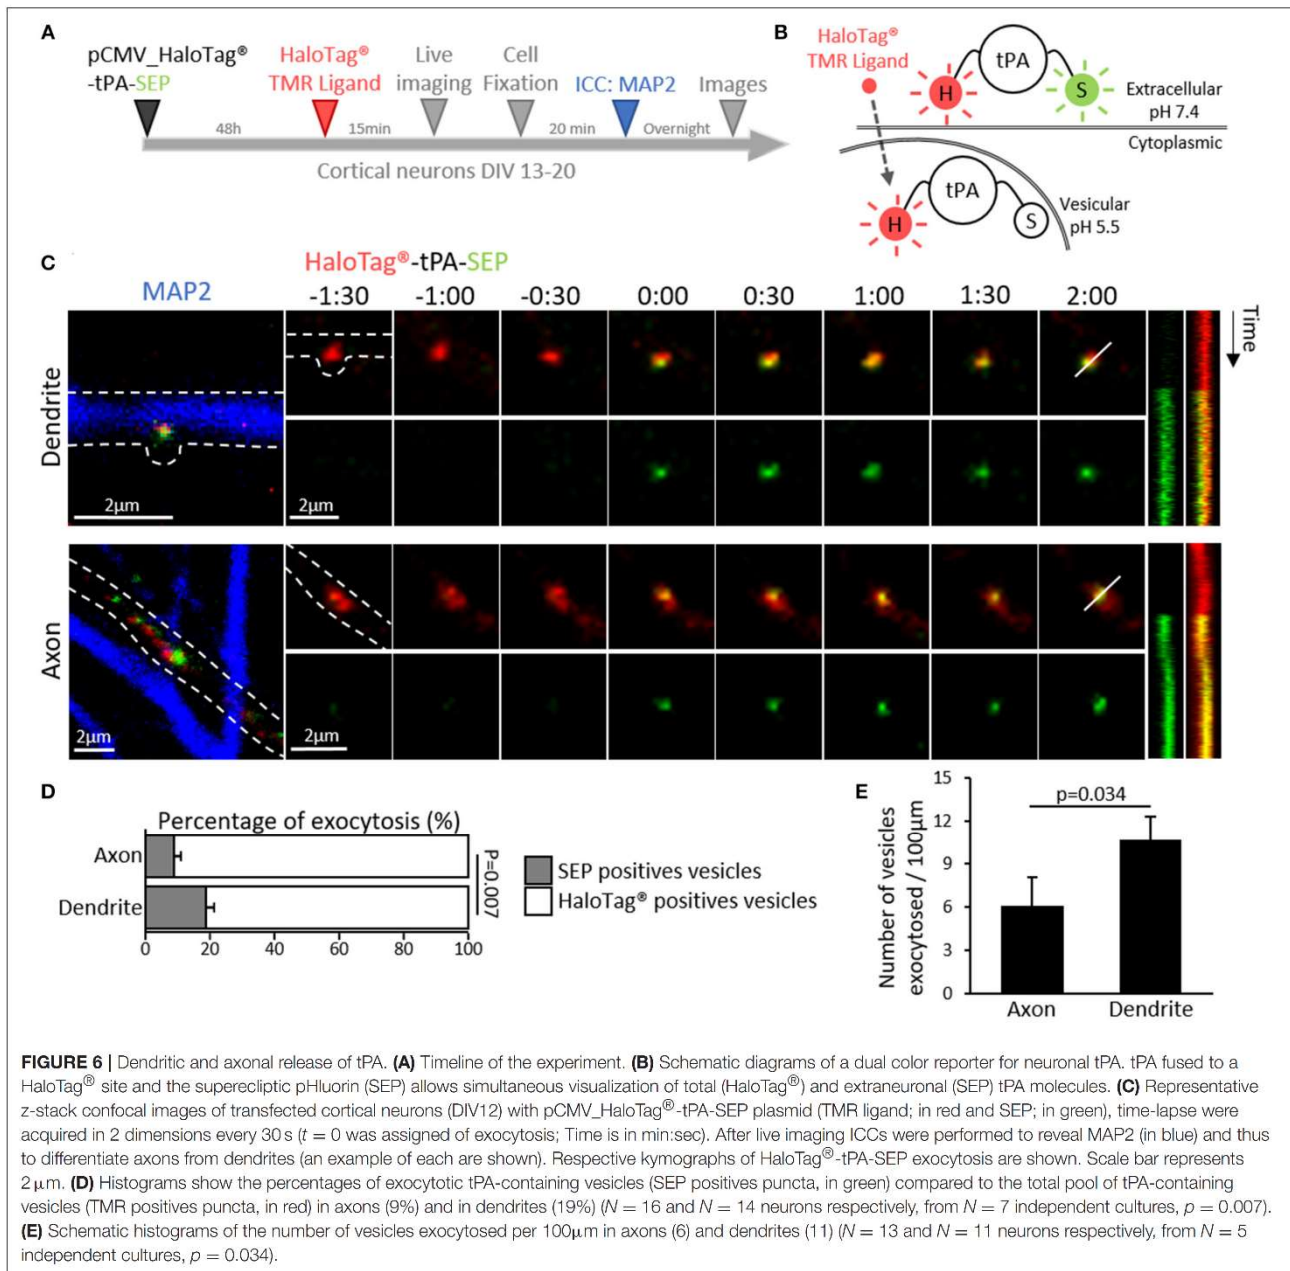 A
pCMV_HaloTag®
-tPA-SEP
HaloTag®
TMR Ligand
Live
imaging
Cell
Fixation
ICC: MAP2
Images
48h
15min
20 min
Overnight
Cortical neurons DIV 13-20
B
HaloTag®
TMR Ligand
tPA
H
S
Extracellular
pH 7.4
Cytoplasmic
tPA
H
S
Vesicular
pH 5.5
C
HaloTag®-tPA-SEP
MAP2
-1:30
-1:00
-0:30
0:00
0:30
1:00
1:30
2:00
Time
Dendrite
2µm
2µm
Axon
2µm
2µm
D
Percentage of exocytosis (%)
Axon
Dendrite
P=0.007
0 20 40 60 80 100
SEP positives vesicles
HaloTag® positives vesicles
E
Number of vesicles
exocytosed / 100µm
15
12
9
6
3
0
p=0.034
Axon
Dendrite
FIGURE 6 | Dendritic and axonal release of tPA. (A) Timeline of the experiment. (B) Schematic diagrams of a dual color reporter for neuronal tPA. tPA fused to a
HaloTag® site and the superecliptic pHluorin (SEP) allows simultaneous visualization of total (HaloTag®) and extraneuronal (SEP) tPA molecules. (C) Representative
z-stack confocal images of transfected cortical neurons (DIV12) with pCMV_HaloTag®-tPA-SEP plasmid (TMR ligand; in red and SEP; in green), time-lapse were
acquired in 2 dimensions every 30 s (t = 0 was assigned of exocytosis; Time is in min:sec). After live imaging ICCs were performed to reveal MAP2 (in blue) and thus
to differentiate axons from dendrites (an example of each are shown). Respective kymographs of HaloTag®-tPA-SEP exocytosis are shown. Scale bar represents
2 µm. (D) Histograms show the percentages of exocytotic tPA-containing vesicles (SEP positives puncta, in green) compared to the total pool of tPA-containing
vesicles (TMR positives puncta, in red) in axons (9%) and in dendrites (19%) (N = 16 and N = 14 neurons respectively, from N = 7 independent cultures, p = 0.007).
(E) Schematic histograms of the number of vesicles exocytosed per 100µm in axons (6) and dendrites (11) (N = 13 and N = 11 neurons respectively, from N = 5
independent cultures, p = 0.034).